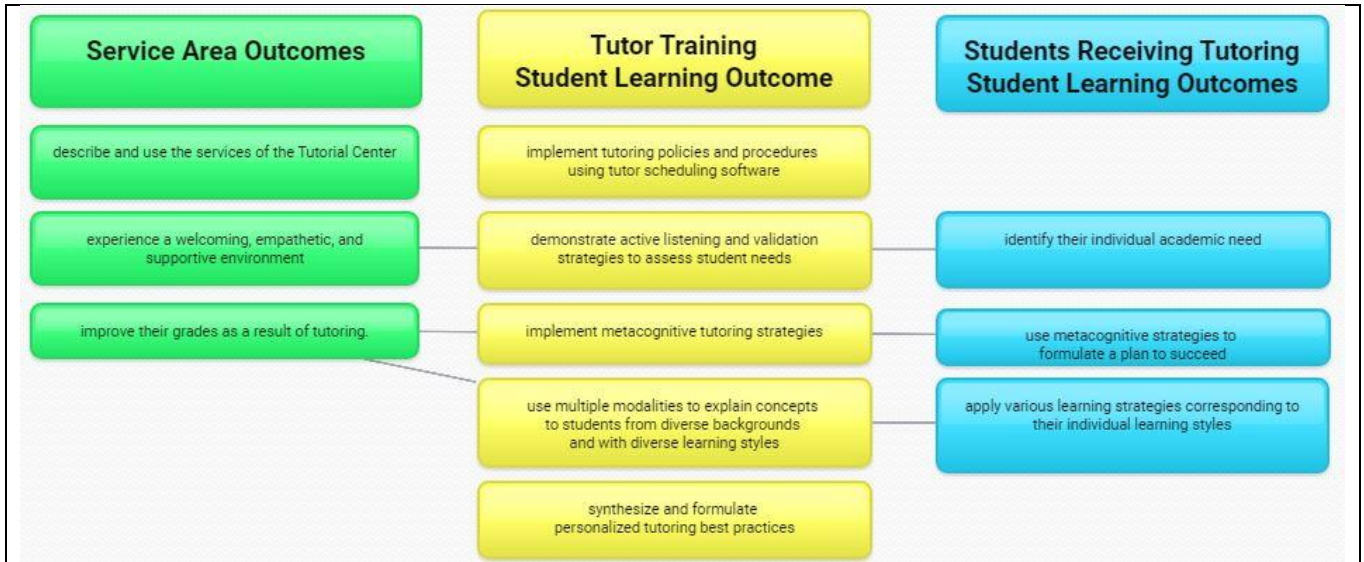 Service Area Outcomes
Tutor Training
Student Learning Outcome
Students Receiving Tutoring
Student Learning Outcomes
describe and use the services of the Tutorial Center
implement tutoring policies and procedures
using tutor scheduling software
experience a welcoming, empathetic, and
supportive environment
demonstrate active listening and validation
strategies to assess student needs
identify their individual academic need
improve their grades as a result of tutoring.
implement metacognitive tutoring strategies
use metacognitive strategies to
formulate a plan to succeed
use multiple modalities to explain concepts
to students from diverse backgrounds
and with diverse learning styles
apply various learning strategies corresponding to
their individual learning styles
synthesize and formulate
personalized tutoring best practices